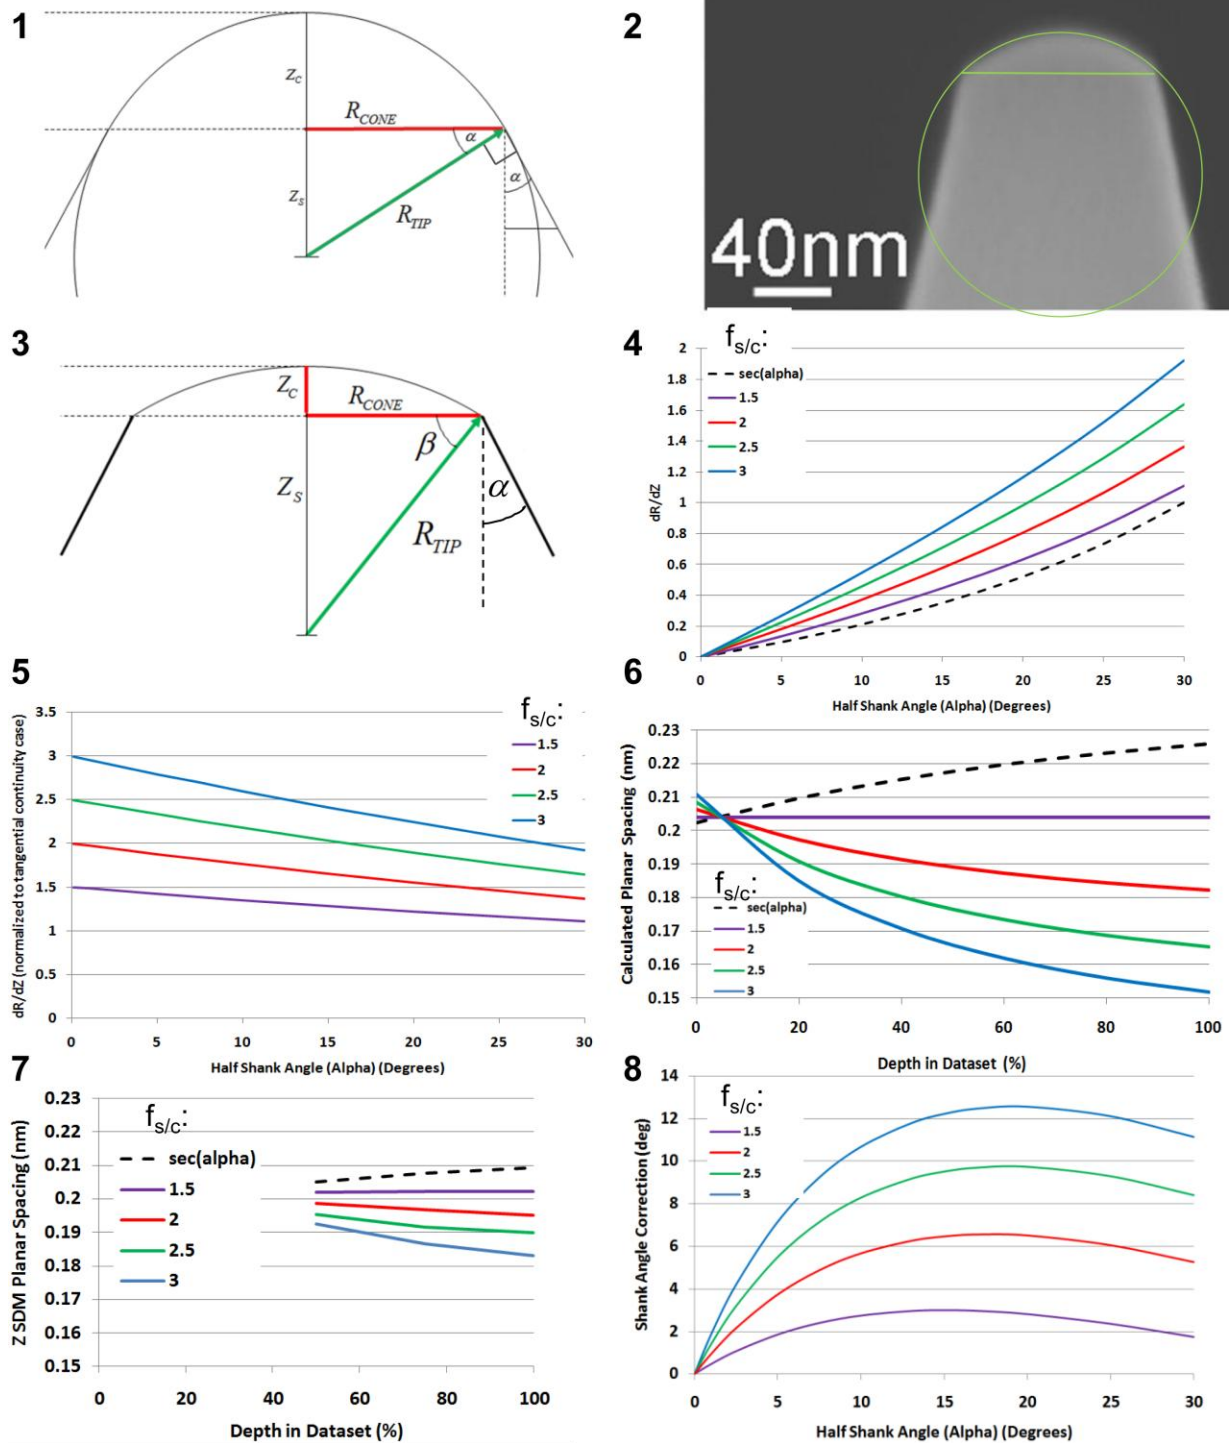 1
Z_C
R_CONE
α
α
Z_S
R_TIP
2
40nm
3
Z_C
R_CONE
β
Z_S
α
R_TIP
4
f_s/c:
sec(alpha)
1.5
2
2.5
3
dR/dZ
2
1.8
1.6
1.4
1.2
1
0.8
0.6
0.4
0.2
0
0 5 10 15 20 25 30
Half Shank Angle (Alpha) (Degrees)
5
f_s/c:
1.5
2
2.5
3
dR/dZ (normalized to tangential continuity case)
3.5
3
2.5
2
1.5
1
0.5
0
0 5 10 15 20 25 30
Half Shank Angle (Alpha) (Degrees)
6
Calculated Planar Spacing (nm)
0.23
0.22
0.21
0.2
0.19
0.18
0.17
0.16
0.15
f_s/c:
sec(alpha)
1.5
2
2.5
3
0 20 40 60 80 100
Depth in Dataset (%)
7
f_s/c:
sec(alpha)
1.5
2
2.5
3
Z SDM Planar Spacing (nm)
0.23
0.22
0.21
0.2
0.19
0.18
0.17
0.16
0.15
0 20 40 60 80 100
Depth in Dataset (%)
8
f_s/c:
1.5
2
2.5
3
Shank Angle Correction (deg)
14
12
10
8
6
4
2
0
0 5 10 15 20 25 30
Half Shank Angle (Alpha) (Degrees)